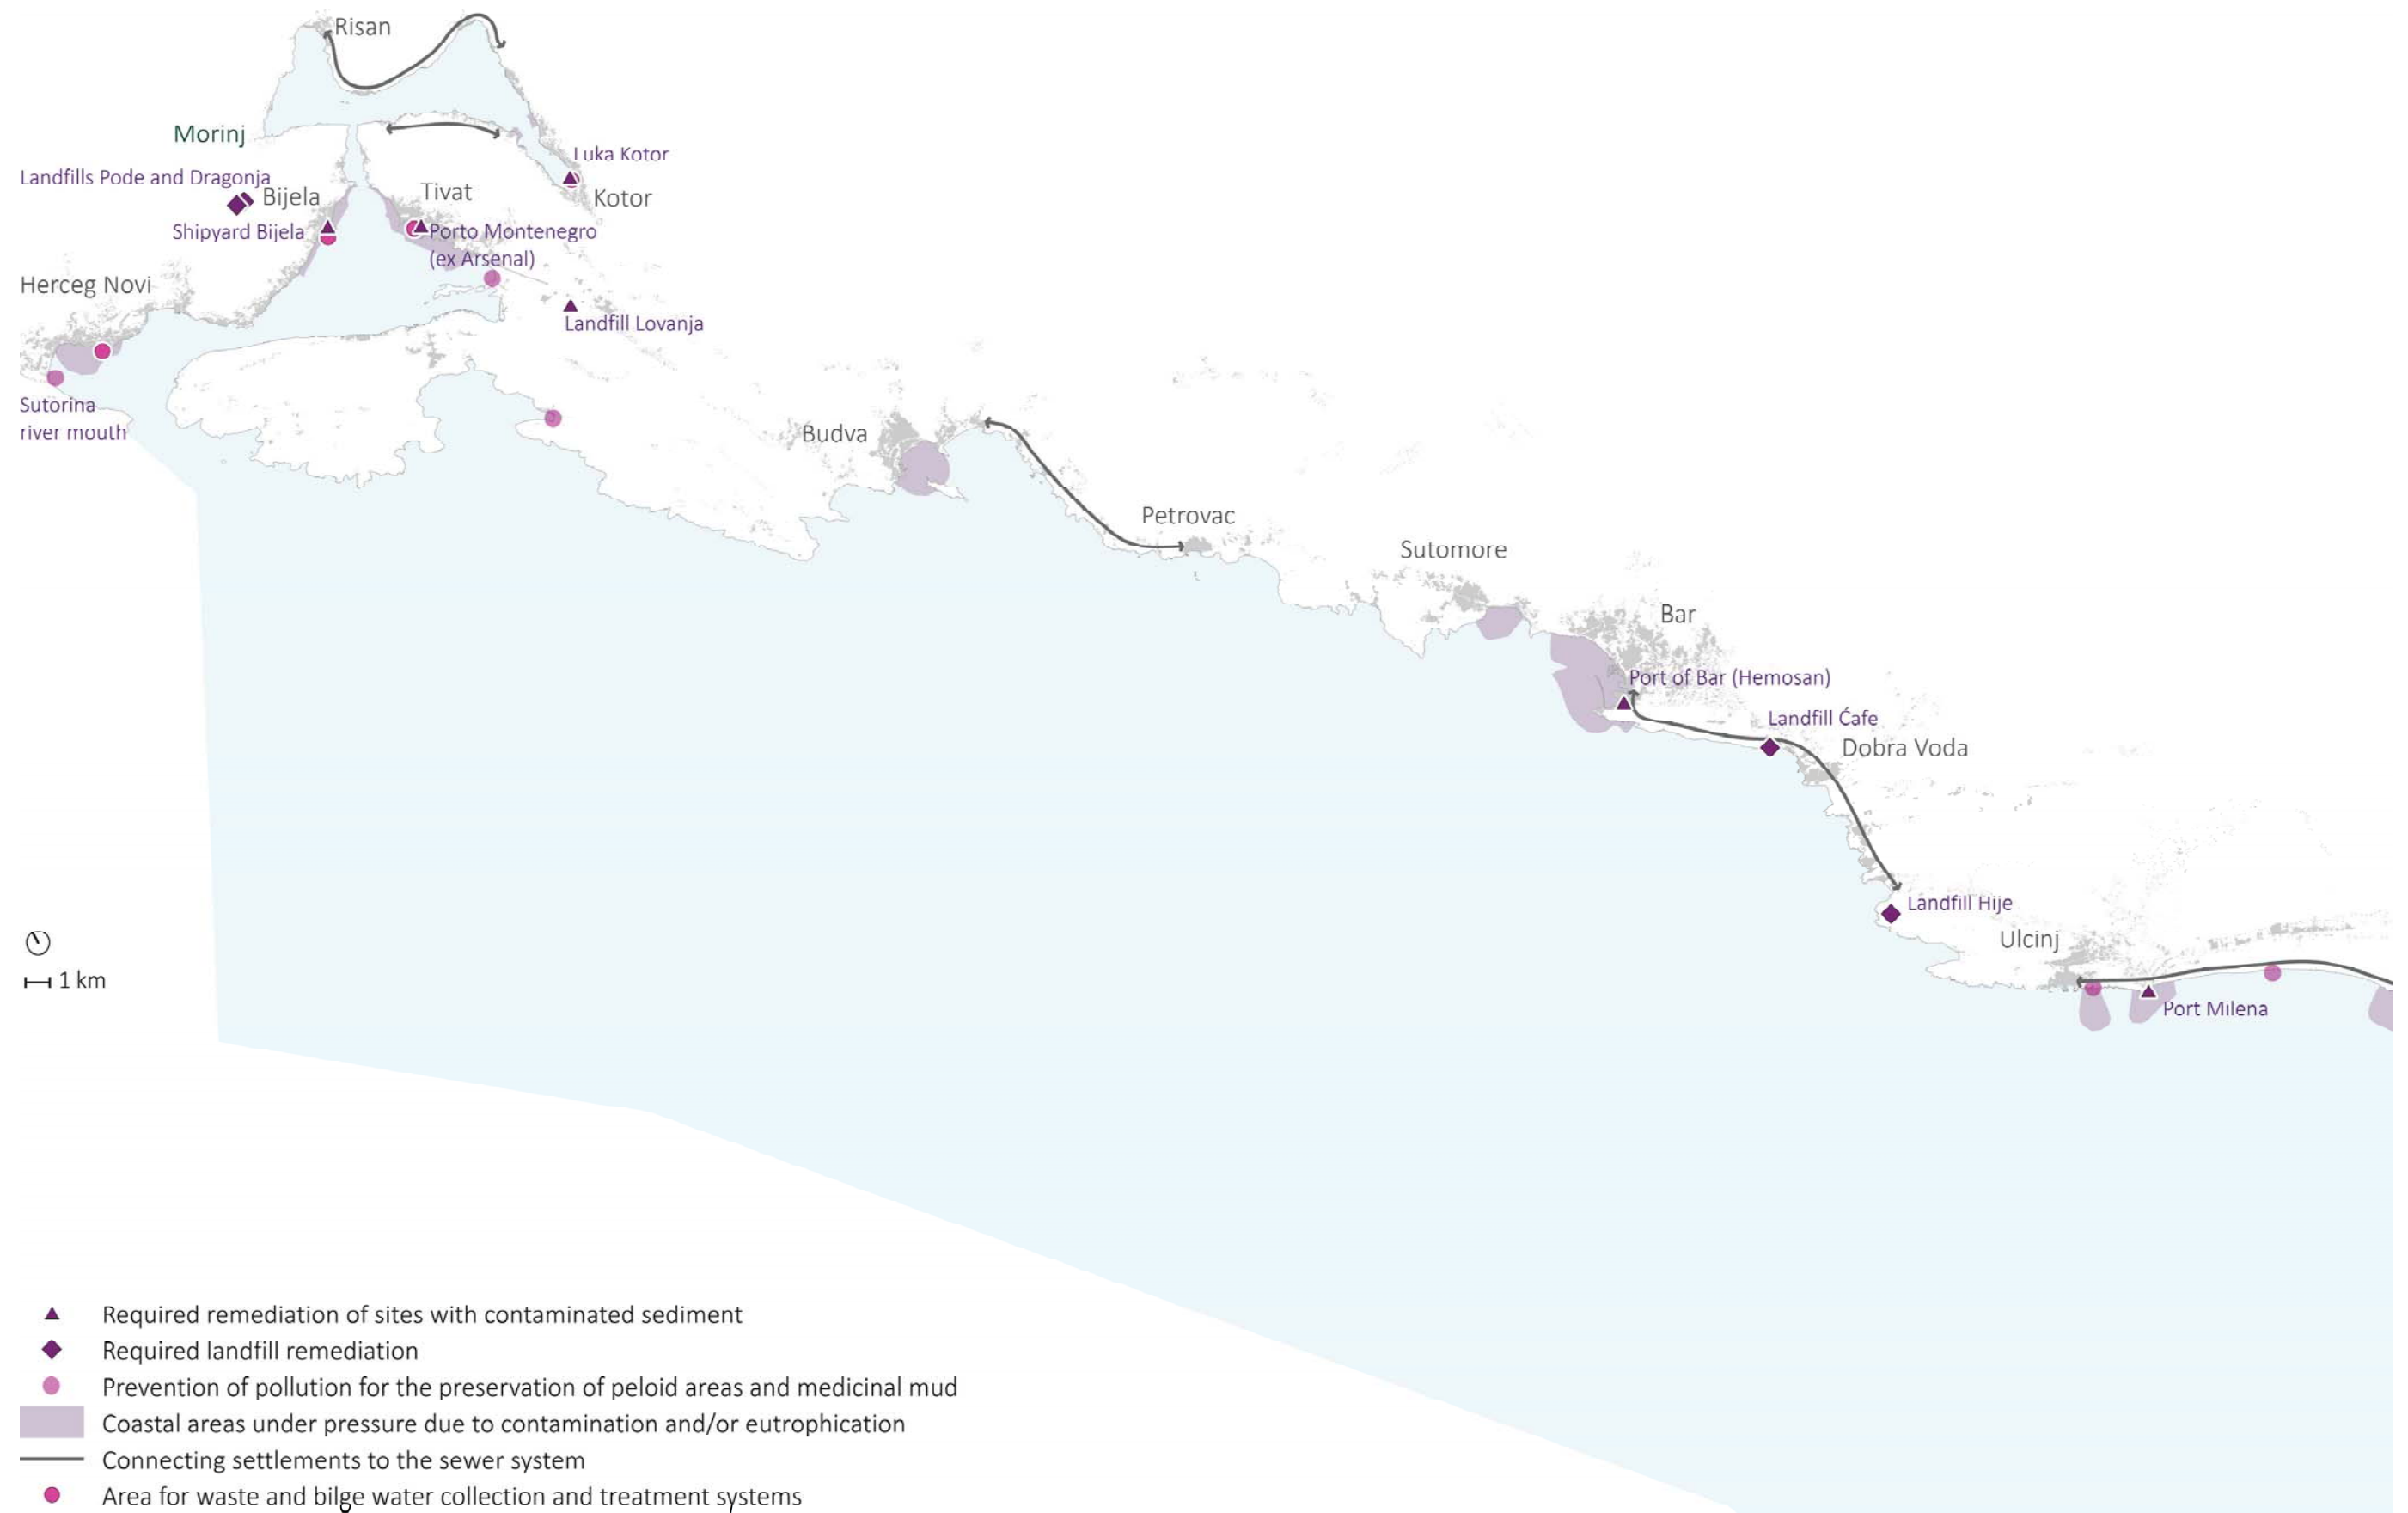 Risan
Morinj
Luka Kotor
Landfills Pode and Dragonja
Bijela
Tivat
Kotor
Shipyard Bijela
Porto Montenegro
(ex Arsenal)
Herceg Novi
Landfill Lovanja
Sutorina
river mouth
Budva
Petrovac
Sutomore
Bar
Port of Bar (Hemosan)
Landfill Ćafe
Dobra Voda
Landfill Hije
Ulcinj
Port Milena
1 km
Required remediation of sites with contaminated sediment
Required landfill remediation
Prevention of pollution for the preservation of peloid areas and medicinal mud
Coastal areas under pressure due to contamination and/or eutrophication
Connecting settlements to the sewer system
Area for waste and bilge water collection and treatment systems